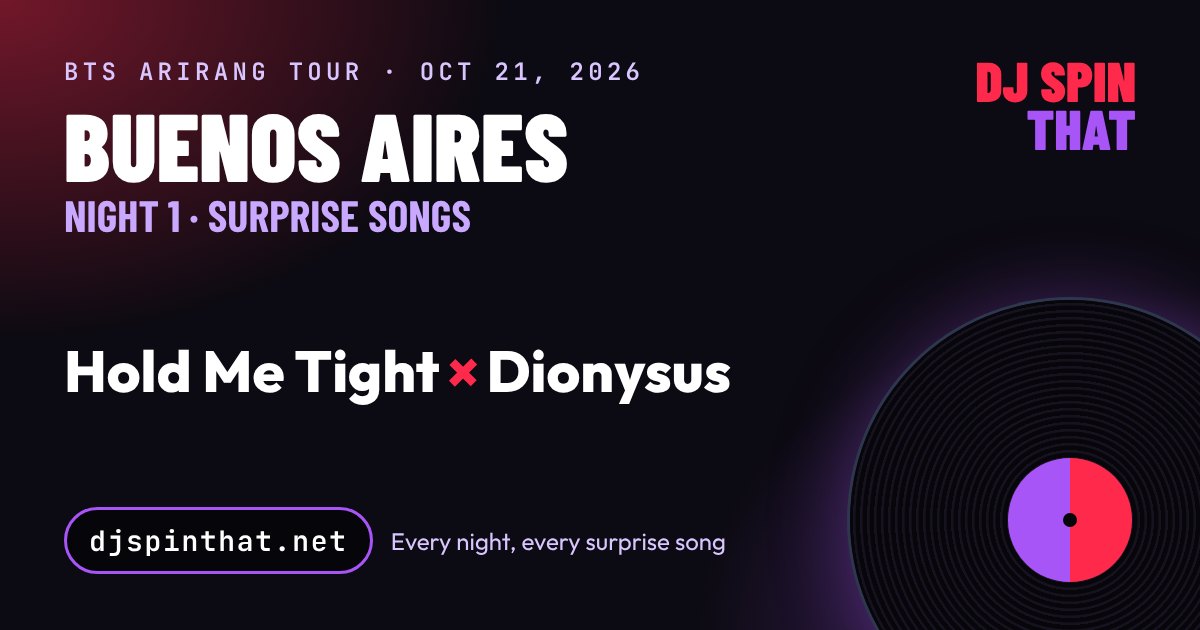 BTS ARIRANG TOUR · OCT 21, 2026
BUENOS AIRES
NIGHT 1 · SURPRISE SONGS
DJ SPIN
THAT
Hold Me Tight × Dionysus
djspinthat.net
Every night, every surprise song